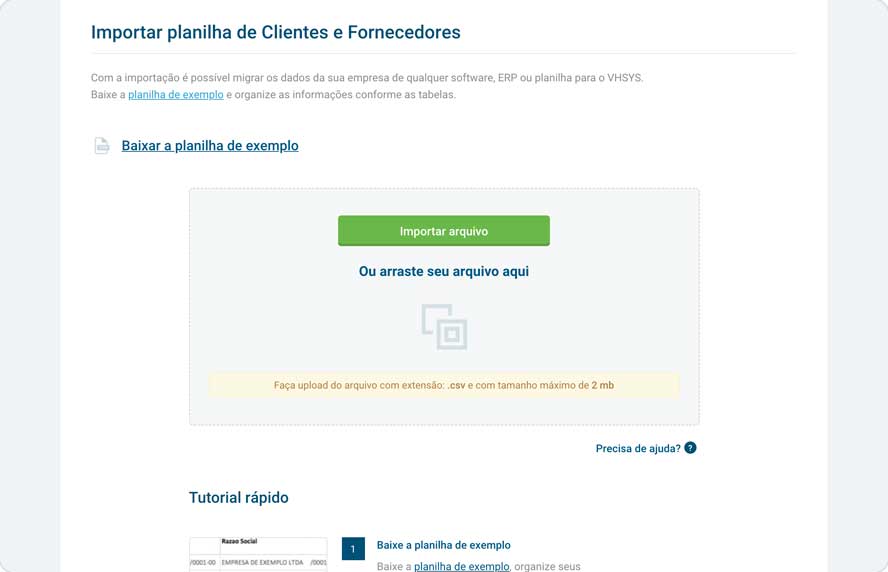 Importar planilha de Clientes e Fornecedores
Com a importação é possível migrar os dados da sua empresa de qualquer software, ERP ou planilha para o VHSYS.
Baixe a planilha de exemplo e organize as informações conforme as tabelas.
Baixar a planilha de exemplo
Importar arquivo
Ou arraste seu arquivo aqui
Faça upload do arquivo com extensão: .csv e com tamanho máximo de 2 mb
Precisa de ajuda? ?
Tutorial rápido
Razao Social
/0001-00 EMPRESA DE EXEMPLO LTDA /0001
1 Baixe a planilha de exemplo
Baixe a planilha de exemplo, organize seus